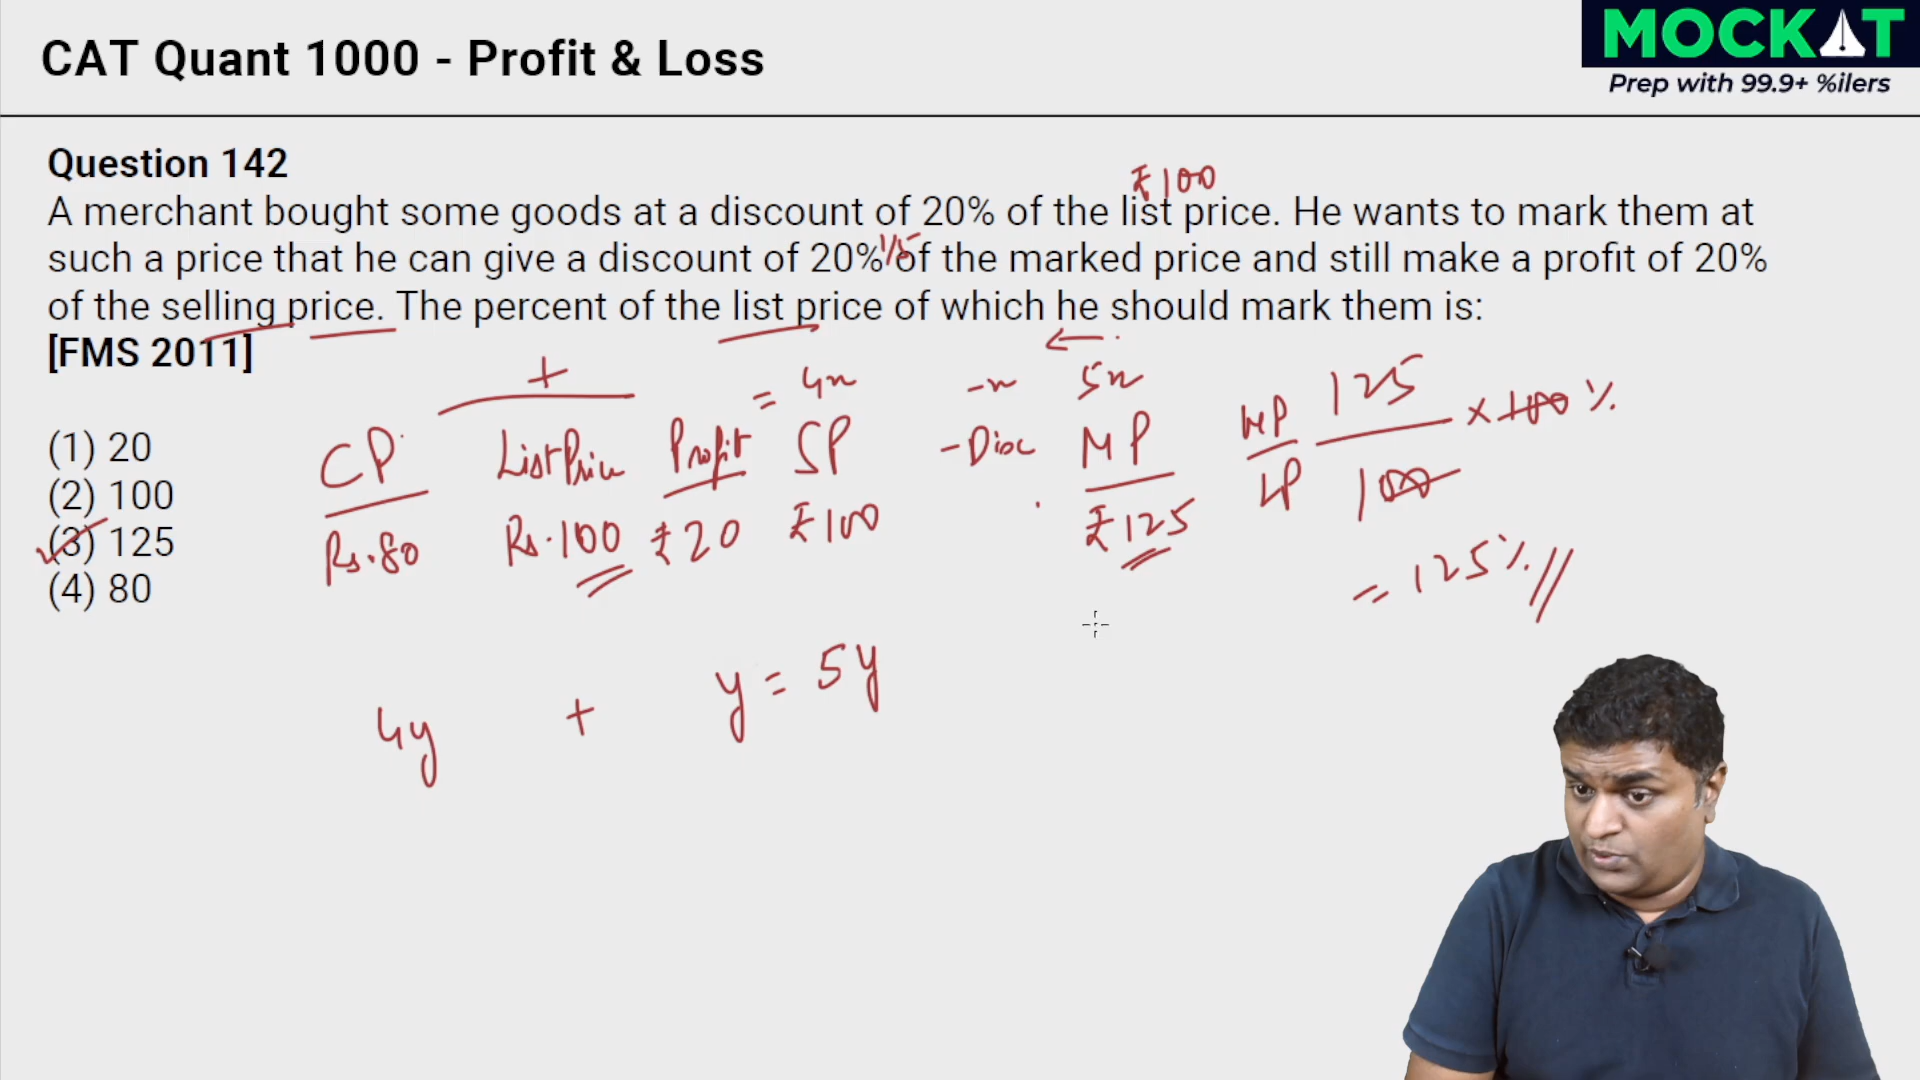 CAT Quant 1000 - Profit & Loss
MOCKAT
Prep with 99.9+ %ilers
Question 142
₹100
A merchant bought some goods at a discount of 20% of the list price. He wants to mark them at
1/5
such a price that he can give a discount of 20% of the marked price and still make a profit of 20%
of the selling price. The percent of the list price of which he should mark them is:
[FMS 2011]
(1) 20
(2) 100
(3) 125
(4) 80
+ = 4x -x 5x
CP List Price Profit SP -Disc MP
Rs.80 Rs.100 ₹20 ₹100 ₹125
MP/LP 125/100 × 100 %
= 125%
4y + y = 5y